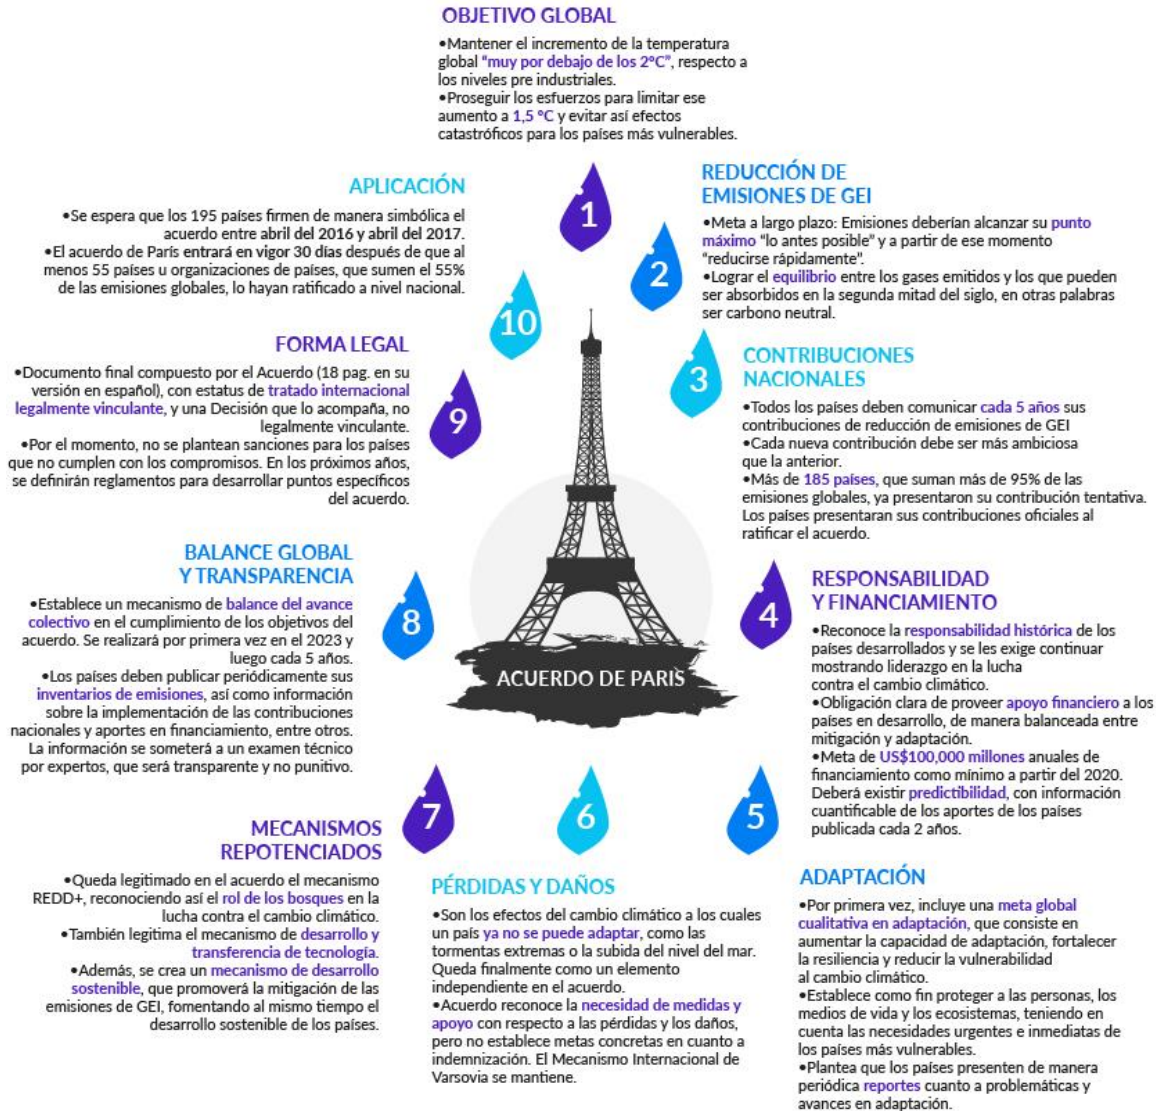 OBJETIVO GLOBAL
•Mantener el incremento de la temperatura
global “muy por debajo de los 2°C”, respecto a
los niveles pre industriales.
•Proseguir los esfuerzos para limitar ese
aumento a 1,5 °C y evitar así efectos
catastróficos para los países más vulnerables.
1
REDUCCIÓN DE
EMISIONES DE GEI
•Meta a largo plazo: Emisiones deberían alcanzar su punto
máximo “lo antes posible” y a partir de ese momento
“reducirse rápidamente”.
•Lograr el equilibrio entre los gases emitidos y los que pueden
ser absorbidos en la segunda mitad del siglo, en otras palabras
ser carbono neutral.
2
CONTRIBUCIONES
NACIONALES
•Todos los países deben comunicar cada 5 años sus
contribuciones de reducción de emisiones de GEI
•Cada nueva contribución debe ser más ambiciosa
que la anterior.
•Más de 185 países, que suman más de 95% de las
emisiones globales, ya presentaron su contribución tentativa.
Los países presentaran sus contribuciones oficiales al
ratificar el acuerdo.
3
RESPONSABILIDAD
Y FINANCIAMIENTO
•Reconoce la responsabilidad histórica de los
países desarrollados y se les exige continuar
mostrando liderazgo en la lucha
contra el cambio climático.
•Obligación clara de proveer apoyo financiero a los
países en desarrollo, de manera balanceada entre
mitigación y adaptación.
•Meta de US$100,000 millones anuales de
financiamiento como mínimo a partir del 2020.
Deberá existir predictibilidad, con información
cuantificable de los aportes de los países
publicada cada 2 años.
4
ADAPTACIÓN
•Por primera vez, incluye una meta global
cualitativa en adaptación, que consiste en
aumentar la capacidad de adaptación, fortalecer
la resiliencia y reducir la vulnerabilidad
al cambio climático.
•Establece como fin proteger a las personas, los
medios de vida y los ecosistemas, teniendo en
cuenta las necesidades urgentes e inmediatas de
los países más vulnerables.
•Plantea que los países presenten de manera
periódica reportes cuanto a problemáticas y
avances en adaptación.
5
PÉRDIDAS Y DAÑOS
•Son los efectos del cambio climático a los cuales
un país ya no se puede adaptar, como las
tormentas extremas o la subida del nivel del mar.
Queda finalmente como un elemento
independiente en el acuerdo.
•Acuerdo reconoce la necesidad de medidas y
apoyo con respecto a las pérdidas y los daños,
pero no establece metas concretas en cuanto a
indemnización. El Mecanismo Internacional de
Varsovia se mantiene.
6
MECANISMOS
REPOTENCIADOS
•Queda legitimado en el acuerdo el mecanismo
REDD+, reconociendo así el rol de los bosques en la
lucha contra el cambio climático.
•También legitima el mecanismo de desarrollo y
transferencia de tecnología.
•Además, se crea un mecanismo de desarrollo
sostenible, que promoverá la mitigación de las
emisiones de GEI, fomentando al mismo tiempo el
desarrollo sostenible de los países.
7
BALANCE GLOBAL
Y TRANSPARENCIA
•Establece un mecanismo de balance del avance
colectivo en el cumplimiento de los objetivos del
acuerdo. Se realizará por primera vez en el 2023 y
luego cada 5 años.
•Los países deben publicar periódicamente sus
inventarios de emisiones, así como información
sobre la implementación de las contribuciones
nacionales y aportes en financiamiento, entre otros.
La información se someterá a un examen técnico
por expertos, que será transparente y no punitivo.
8
FORMA LEGAL
•Documento final compuesto por el Acuerdo (18 pag. en su
versión en español), con estatus de tratado internacional
legalmente vinculante, y una Decisión que lo acompaña, no
legalmente vinculante.
•Por el momento, no se plantean sanciones para los países
que no cumplen con los compromisos. En los próximos años,
se definirán reglamentos para desarrollar puntos específicos
del acuerdo.
9
APLICACIÓN
•Se espera que los 195 países firmen de manera simbólica el
acuerdo entre abril del 2016 y abril del 2017.
•El acuerdo de París entrará en vigor 30 días después de que al
menos 55 países u organizaciones de países, que sumen el 55%
de las emisiones globales, lo hayan ratificado a nivel nacional.
10
ACUERDO DE PARIS